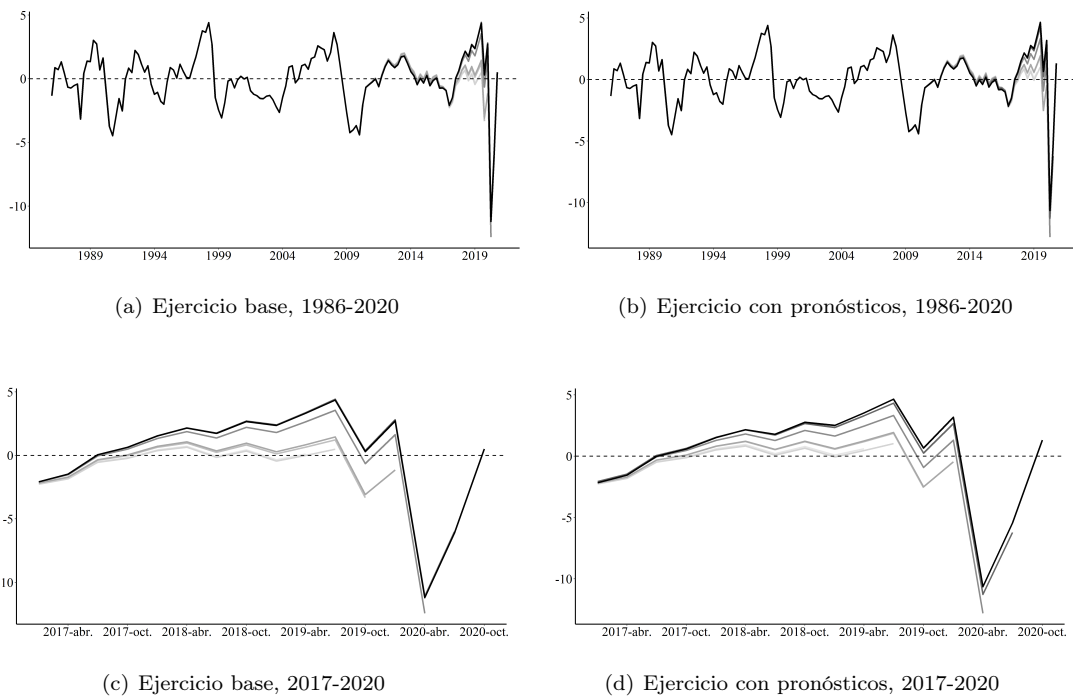 5
0
-5
-10
1989 1994 1999 2004 2009 2014 2019
(a) Ejercicio base, 1986-2020
5
0
-5
-10
1989 1994 1999 2004 2009 2014 2019
(b) Ejercicio con pronósticos, 1986-2020
5
0
-5
10
2017-abr. 2017-oct. 2018-abr. 2018-oct. 2019-abr. 2019-oct. 2020-abr. 2020-oct.
(c) Ejercicio base, 2017-2020
5
0
-5
-10
2017-abr. 2017-oct. 2018-abr. 2018-oct. 2019-abr. 2019-oct. 2020-abr. 2020-oct.
(d) Ejercicio con pronósticos, 2017-2020